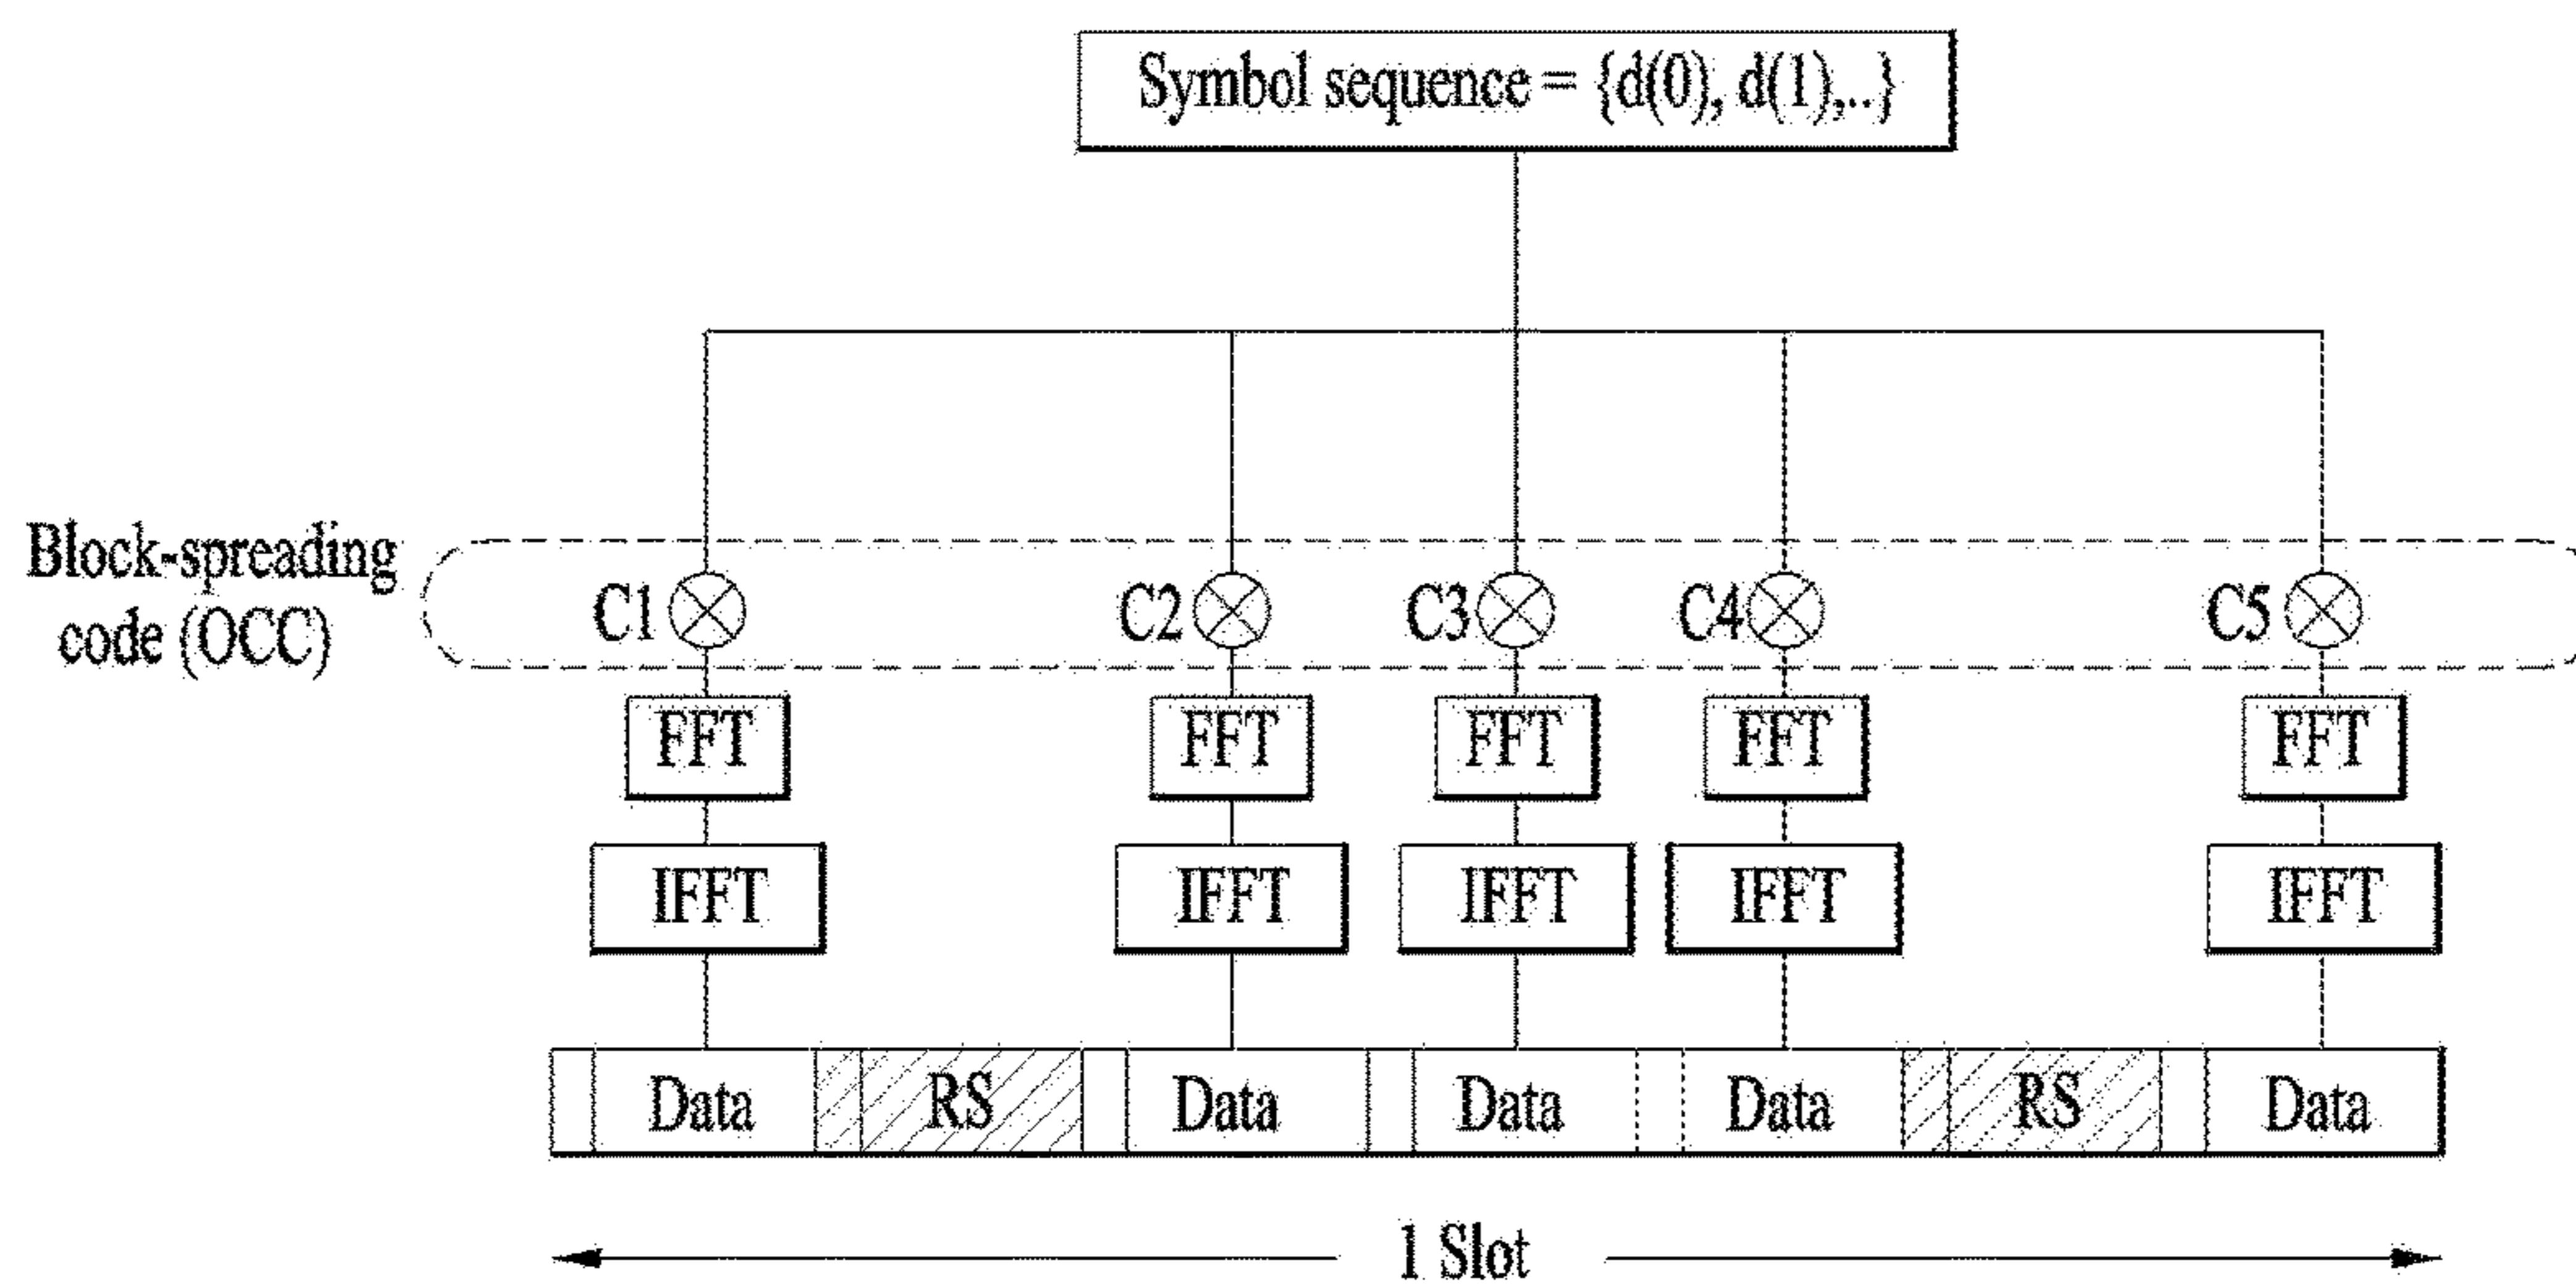 Symbol sequence = {d(0), d(1),..}
Block-spreading
code (OCC)
C1 C2 C3 C4 C5
FFT FFT FFT FFT FFT
IFFT IFFT IFFT IFFT IFFT
Data RS Data Data Data RS Data
1 Slot